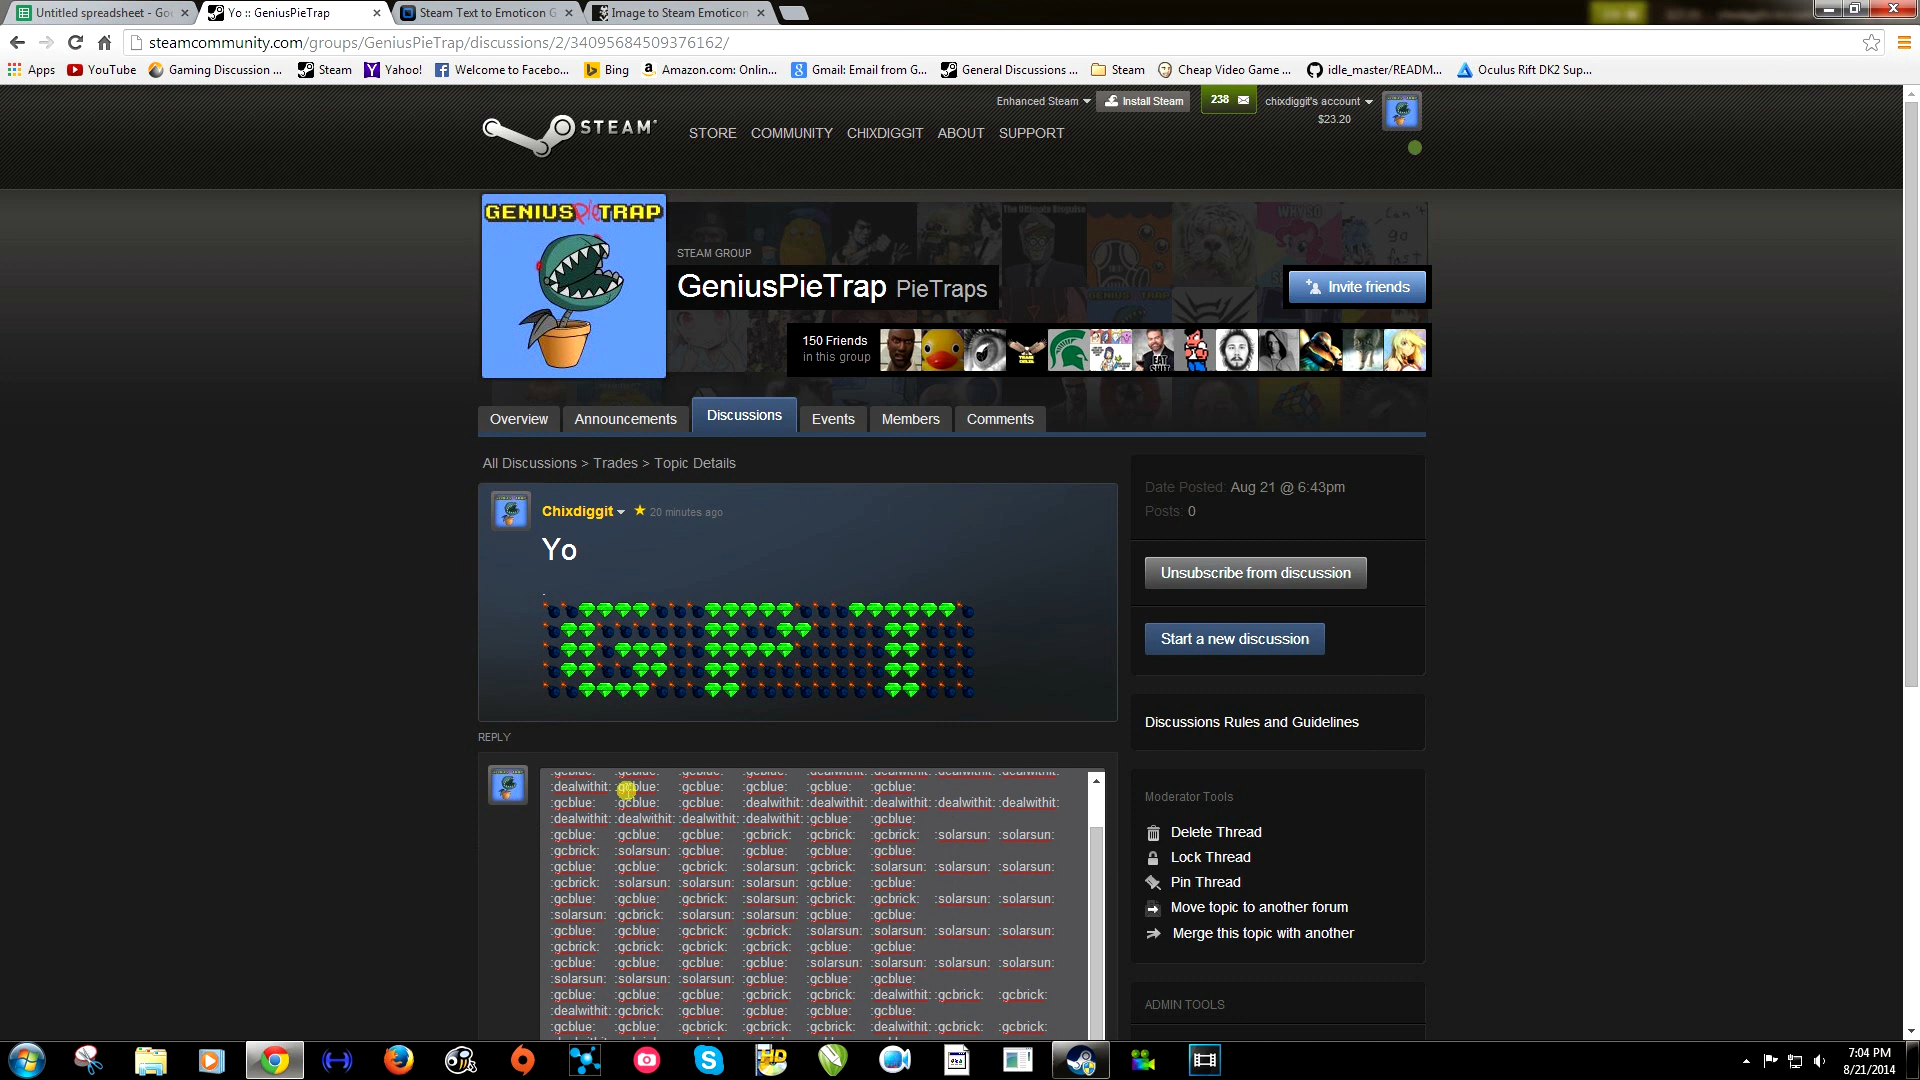 Untitled spreadsheet - Goo
Yo :: GeniusPieTrap
Steam Text to Emoticon G
Image to Steam Emoticon
steamcommunity.com/groups/GeniusPieTrap/discussions/2/34095684509376162/
Apps YouTube Gaming Discussion ... Steam Yahoo! Welcome to Facebo... Bing Amazon.com: Onlin... Gmail: Email from G... General Discussions ... Steam Cheap Video Game ... idle_master/READM... Oculus Rift DK2 Sup...
Enhanced Steam Install Steam 238 chixdiggit's account
$23.20
STEAM STORE COMMUNITY CHIXDIGGIT ABOUT SUPPORT
GENIUS Pie TRAP
STEAM GROUP
GeniusPieTrap PieTraps
Invite friends
150 Friends
in this group
Overview Announcements Discussions Events Members Comments
All Discussions > Trades > Topic Details
Chixdiggit 20 minutes ago
Yo
.
GPT
REPLY
:dealwithit: :gcblue: :gcblue: :gcblue: :gcblue: :gcblue:
:gcblue: :gcblue: :gcblue: :dealwithit: :dealwithit: :dealwithit: :dealwithit: :dealwithit:
:dealwithit: :dealwithit: :dealwithit: :dealwithit: :gcblue: :gcblue:
:gcblue: :gcblue: :gcblue: :gcbrick: :gcbrick: :gcbrick: :solarsun: :solarsun:
:gcbrick: :solarsun: :gcblue: :gcblue: :gcblue:
:gcblue: :gcblue: :gcbrick: :solarsun: :gcbrick: :solarsun: :solarsun: :solarsun:
:gcbrick: :solarsun: :solarsun: :solarsun: :gcblue: :gcblue:
:gcblue: :gcblue: :gcbrick: :solarsun: :gcbrick: :gcbrick: :solarsun: :solarsun:
:solarsun: :gcbrick: :solarsun: :solarsun: :gcblue: :gcblue:
:gcblue: :gcblue: :gcbrick: :gcbrick: :solarsun: :solarsun: :solarsun: :solarsun:
:gcbrick: :gcbrick: :gcbrick: :gcbrick: :gcblue: :gcblue:
:gcblue: :gcblue: :gcblue: :gcblue: :solarsun: :solarsun: :solarsun: :solarsun:
:solarsun: :solarsun: :solarsun: :gcblue: :gcblue: :gcblue:
:gcblue: :gcblue: :gcblue: :gcbrick: :gcbrick: :dealwithit: :gcbrick: :gcbrick:
:dealwithit: :gcbrick: :gcblue: :gcblue: :gcblue: :gcblue:
:gcblue: :gcblue: :gcbrick: :gcbrick: :gcbrick: :dealwithit: :gcbrick: :gcbrick:
Date Posted: Aug 21 @ 6:43pm
Posts: 0
Unsubscribe from discussion
Start a new discussion
Discussions Rules and Guidelines
Moderator Tools
Delete Thread
Lock Thread
Pin Thread
Move topic to another forum
Merge this topic with another
ADMIN TOOLS
7:04 PM
8/21/2014